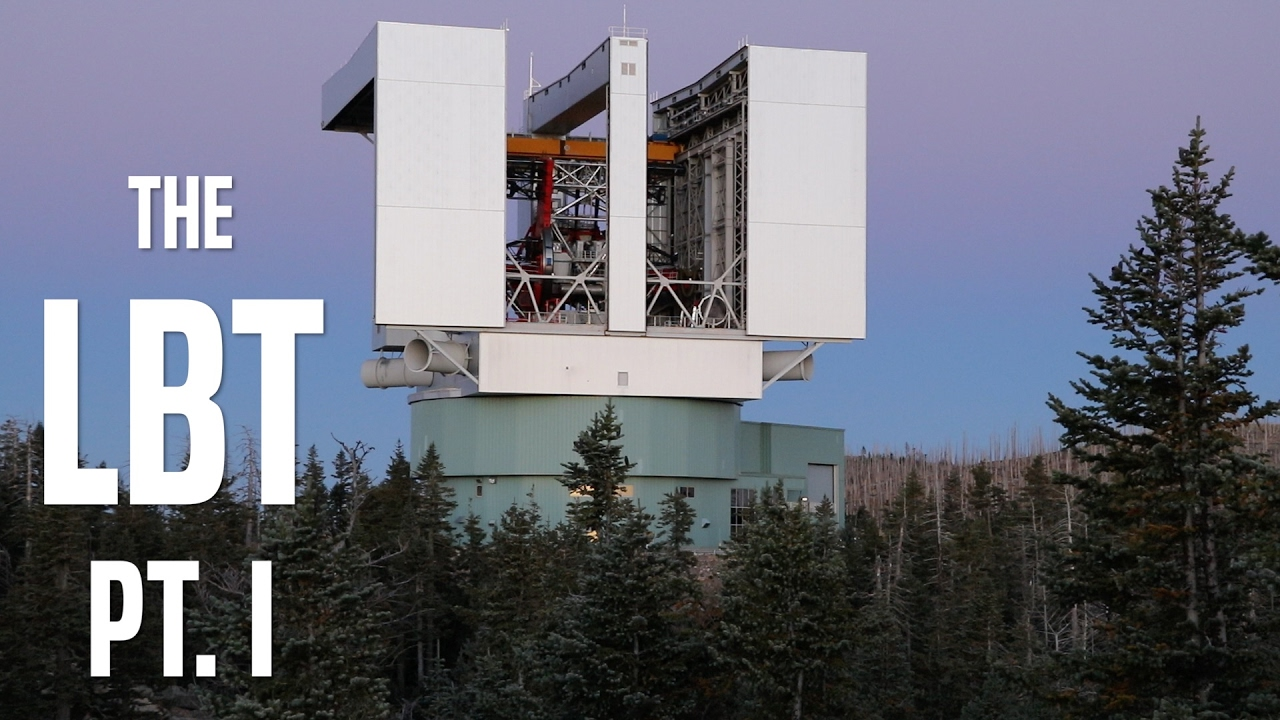 THE
LBT
PT. I